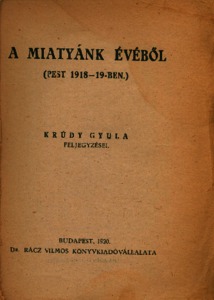 A MIATYÁNK ÉVÉBŐL
(PEST 1918—19-BEN.)
KRÚDY GYULA
FELJEGYZÉSEI.
BUDAPEST, 1920.
Dr. RÁCZ VILMOS KÖNYVKIADÓVÁLLALATA